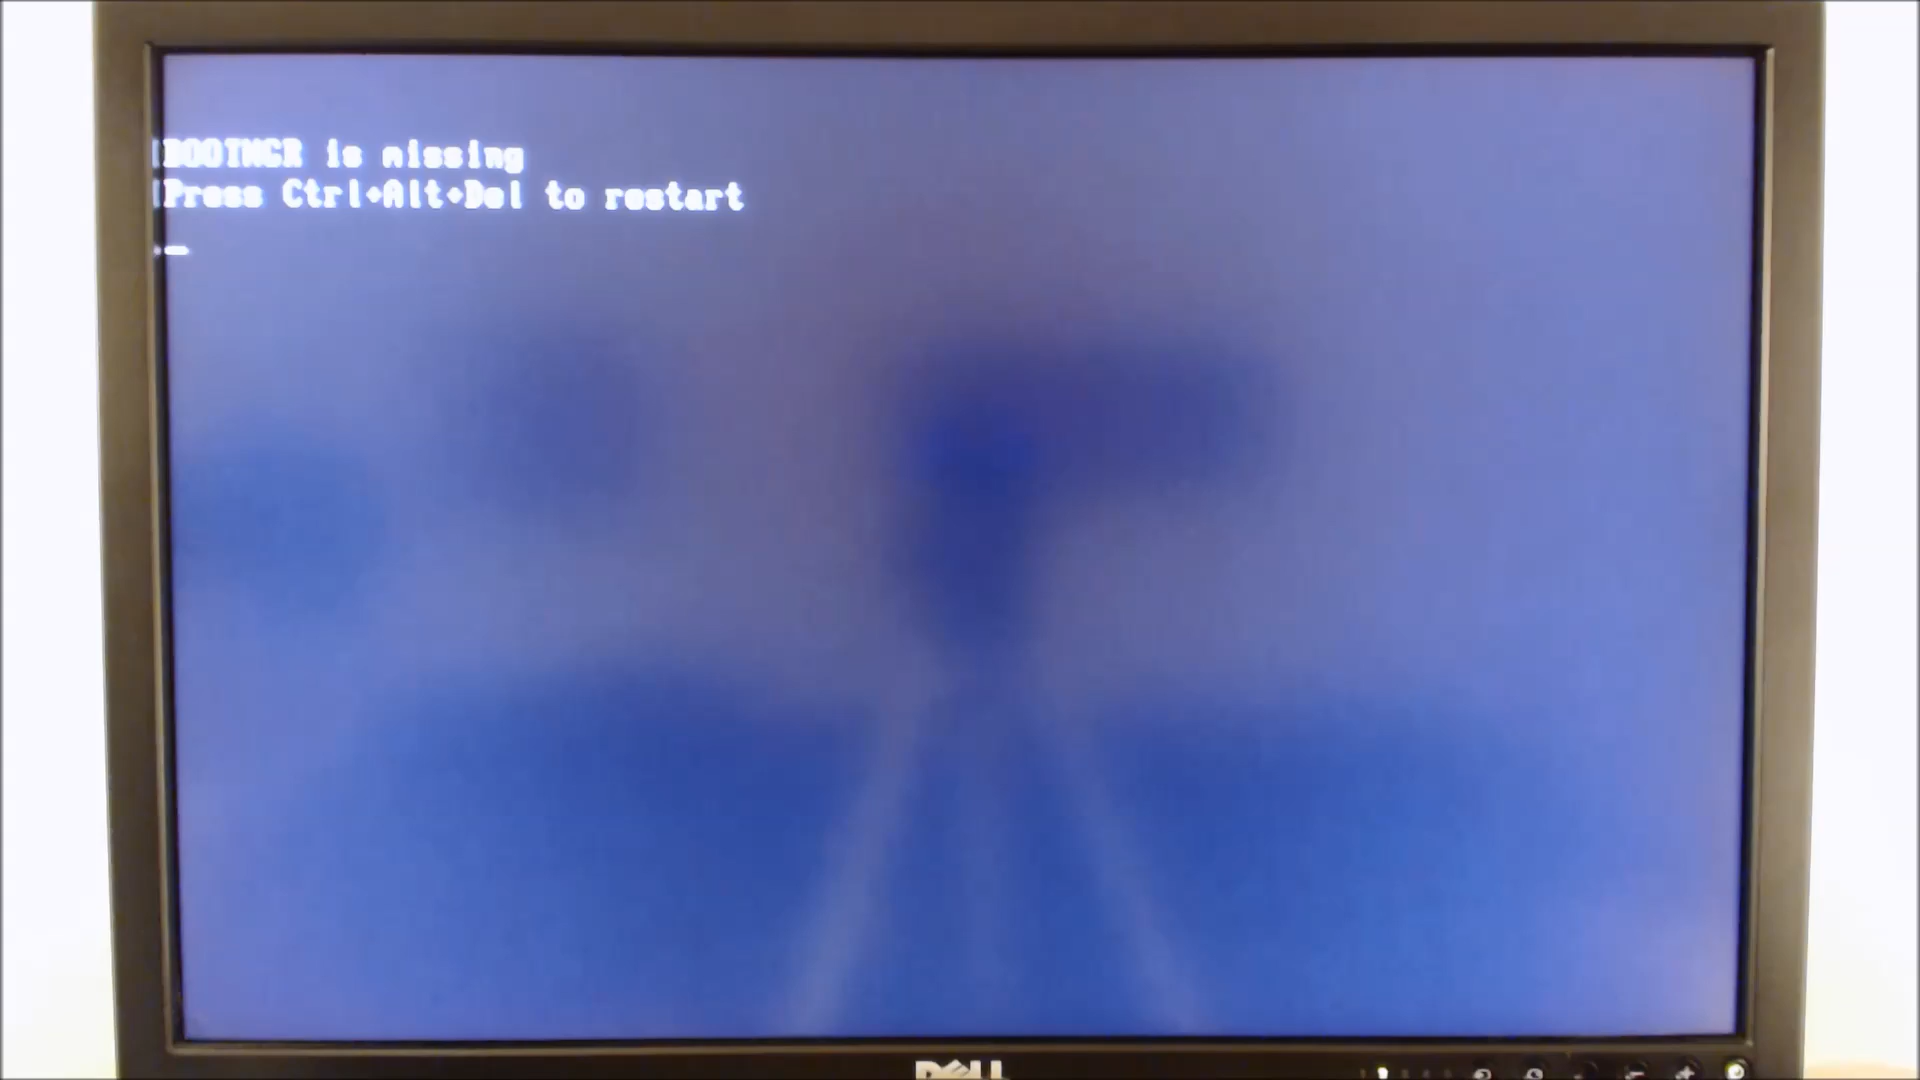 BOOTMGR is missing
Press Ctrl+Alt+Del to restart
_
DELL